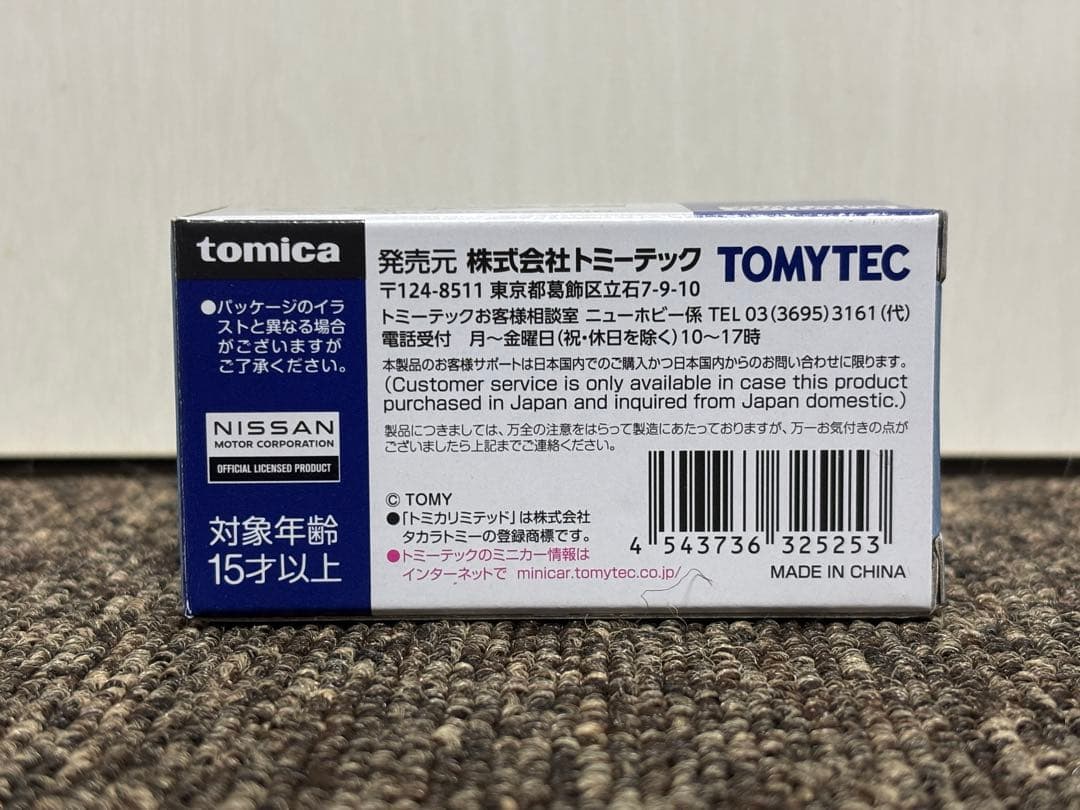 tomica
●パッケージのイラ
ストと異なる場合
がございますが
ご了承ください。
NISSAN
MOTOR CORPORATION
OFFICIAL LICENSED PRODUCT
対象年齢
15才以上
発売元 株式会社トミーテック TOMYTEC
〒124-8511 東京都葛飾区立石7-9-10
トミーテックお客様相談室 ニューホビー係 TEL 03(3695)3161(代)
電話受付 月〜金曜日(祝・休日を除く)10〜17時
本製品のお客様サポートは日本国内でのご購入かつ日本国内からのお問い合わせに限ります。
(Customer service is only available in case this product
purchased in Japan and inquired from Japan domestic.)
製品につきましては、万全の注意をはらって製造にあたっておりますが、万一お気付きの点が
ございましたら上記までご連絡ください。
© TOMY
●「トミカリミテッド」は株式会社
タカラトミーの登録商標です。
●トミーテックのミニカー情報は
インターネットで minicar.tomytec.co.jp/
4 543736 325253
MADE IN CHINA